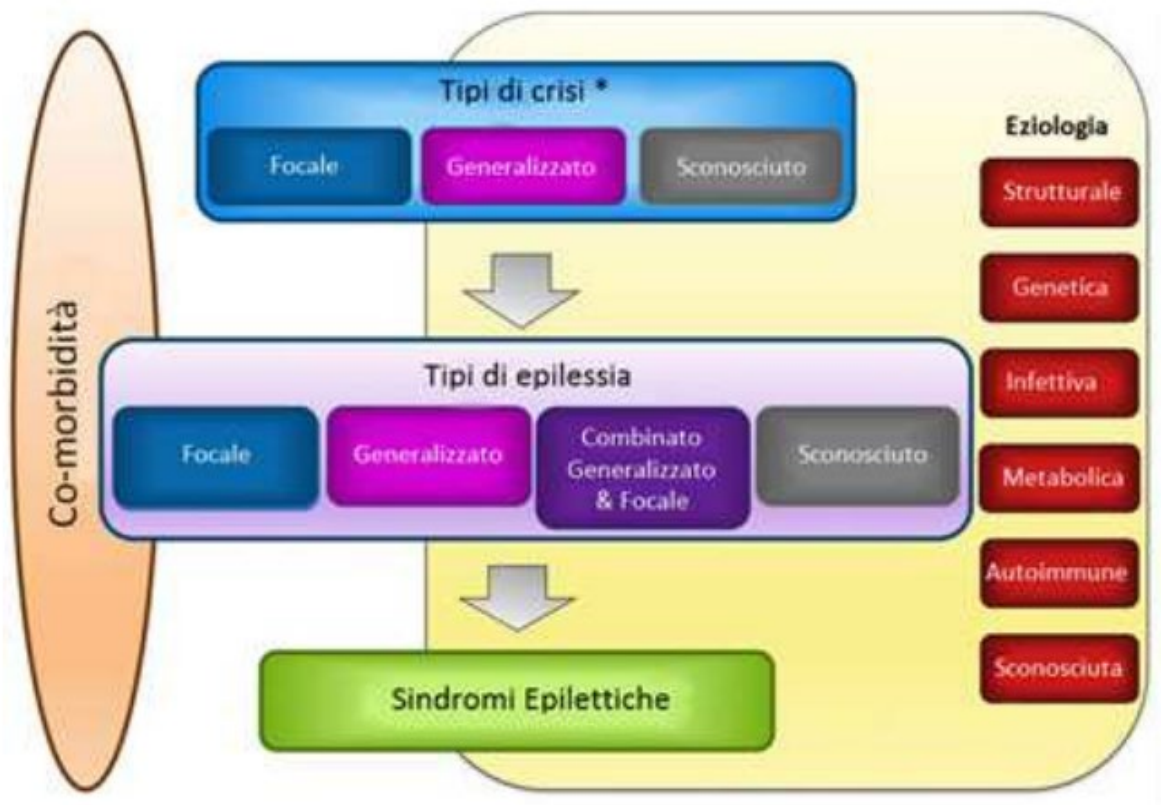 Tipi di crisi *
Focale
Generalizzato
Sconosciuto
Co-morbidità
Tipi di epilessia
Focale
Generalizzato
Combinato
Generalizzato
& Focale
Sconosciuto
Sindromi Epilettiche
Eziologia
Strutturale
Genetica
Infettiva
Metabolica
Autoimmune
Sconosciuta